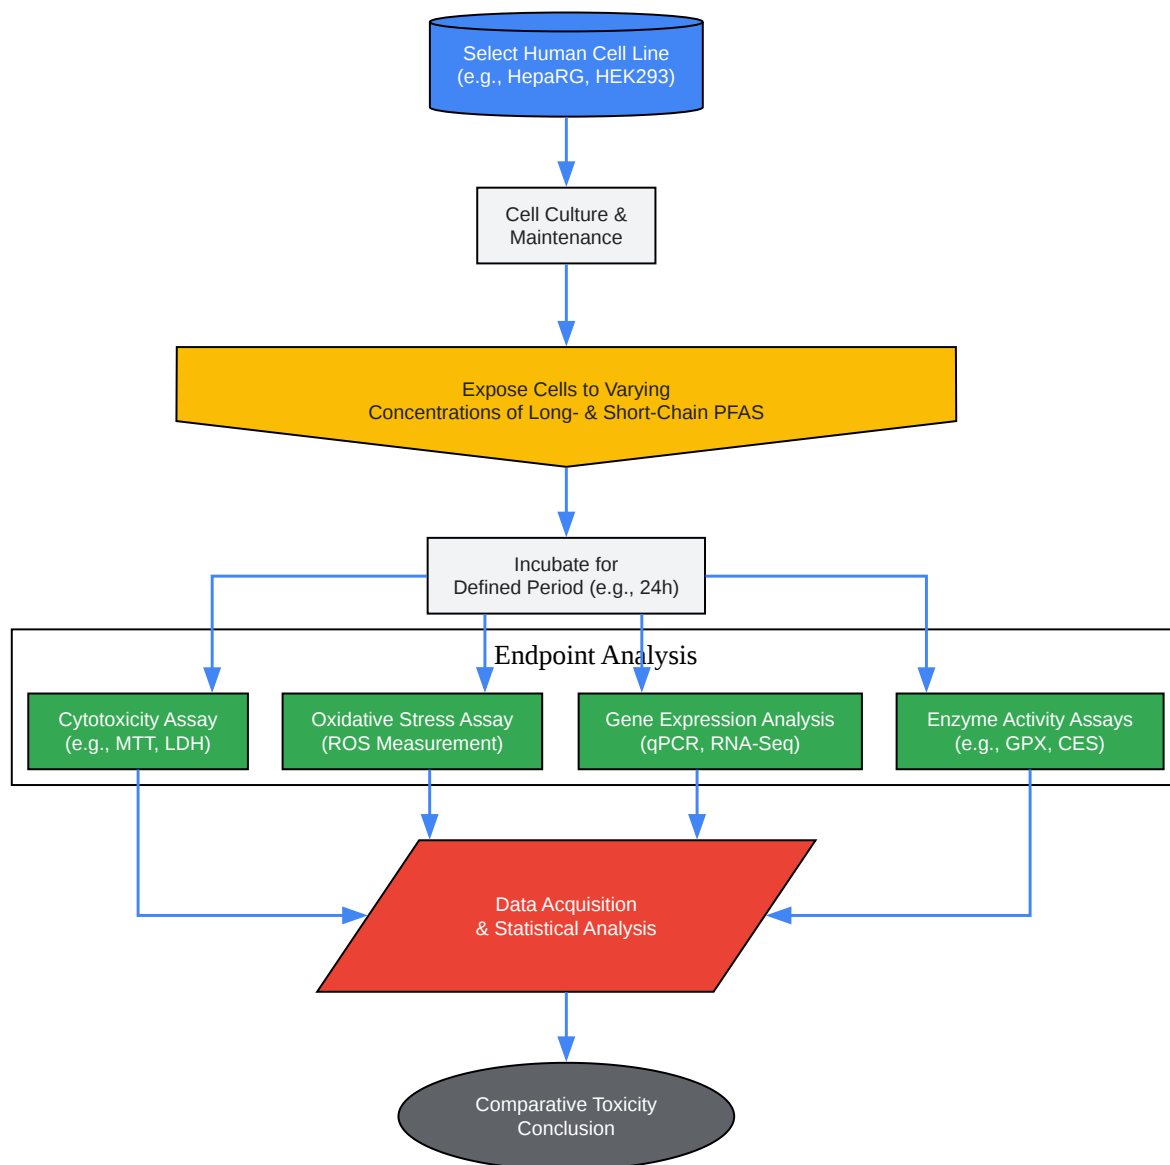 Select Human Cell Line
(e.g., HepaRG, HEK293)
Cell Culture &
Maintenance
Expose Cells to Varying
Concentrations of Long- & Short-Chain PFAS
Incubate for
Defined Period (e.g., 24h)
Endpoint Analysis
Cytotoxicity Assay
(e.g., MTT, LDH)
Oxidative Stress Assay
(ROS Measurement)
Gene Expression Analysis
(qPCR, RNA-Seq)
Enzyme Activity Assays
(e.g., GPX, CES)
Data Acquisition
& Statistical Analysis
Comparative Toxicity
Conclusion